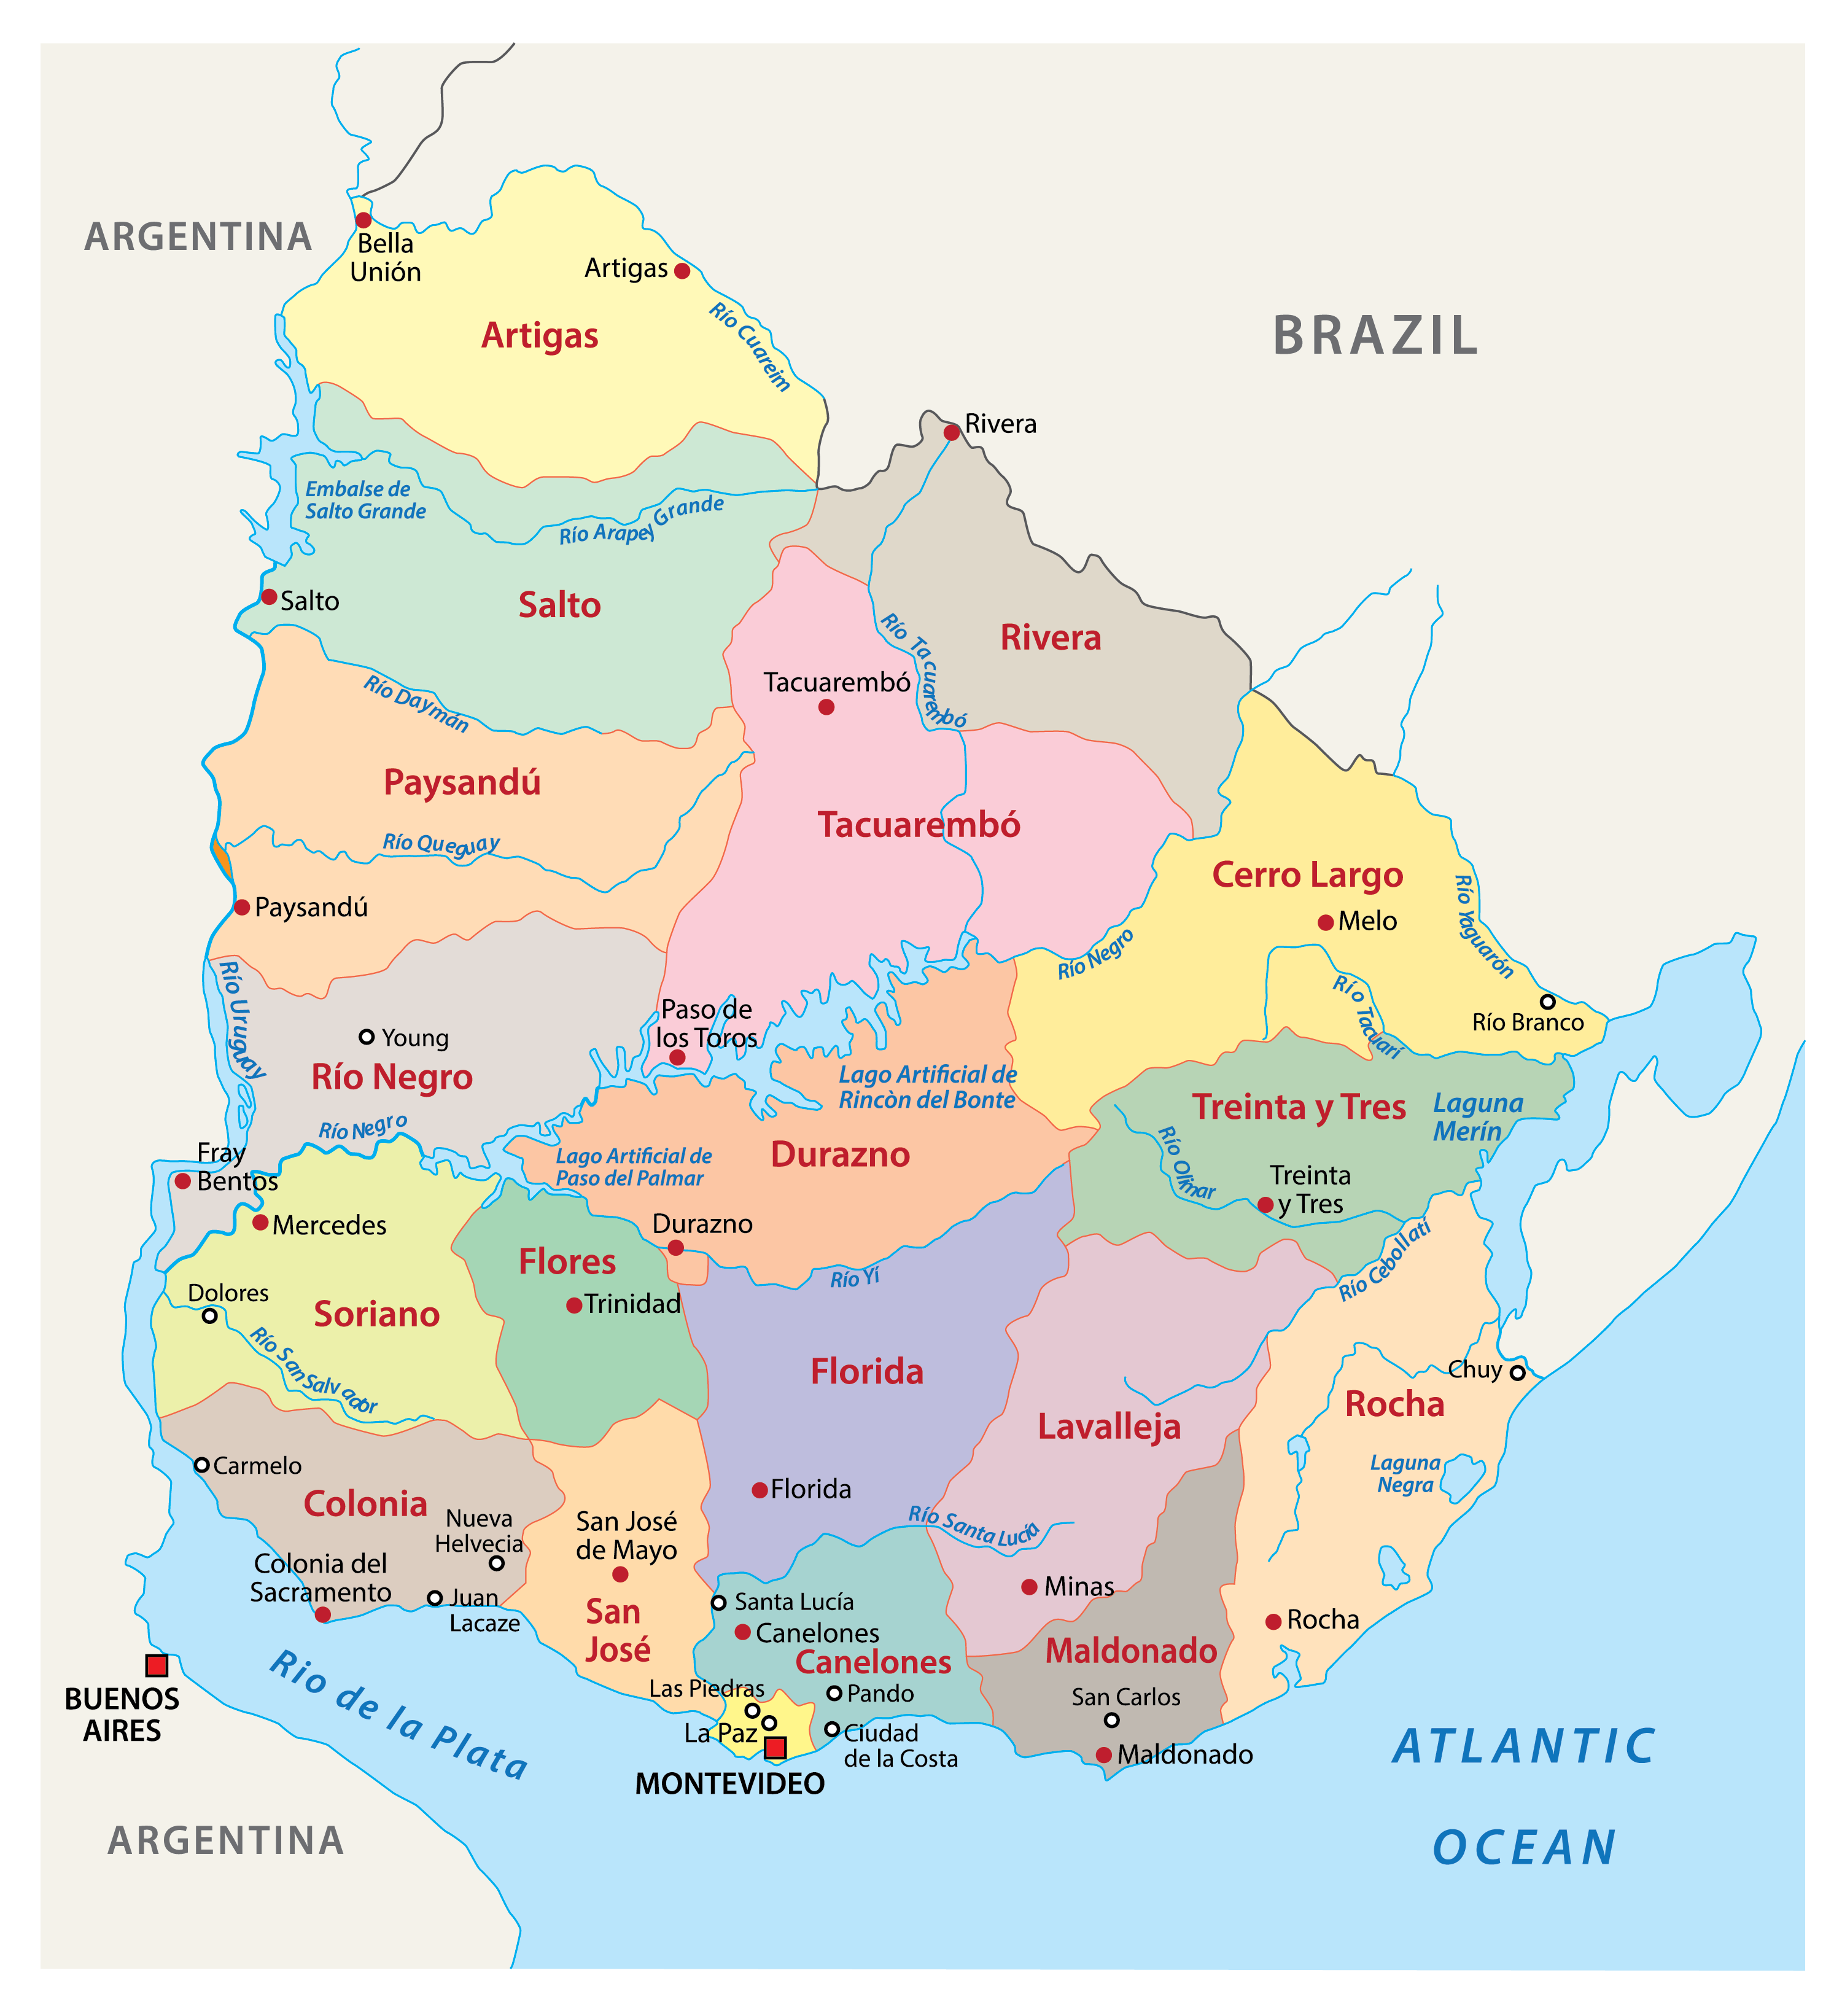 ARGENTINA
Bella
Unión
Artigas
Artigas
Río Cuareim
BRAZIL
Rivera
Embalse de
Salto Grande
Río Arapey Grande
Salto
Salto
Río Tacuarembó
Rivera
Río Daymán
Tacuarembó
Paysandú
Tacuarembó
Río Queguay
Cerro Largo
Paysandú
Melo
Río Yaguarón
Río Negro
Río Uruguay
Río Tacuarí
Río Branco
Paso de
los Toros
Young
Río Negro
Lago Artificial de
Rincòn del Bonte
Treinta y Tres
Laguna
Merín
Río Negro
Fray
Bentos
Lago Artificial de
Paso del Palmar
Durazno
Río Olimar
Treinta
y Tres
Mercedes
Durazno
Flores
Río Yí
Río Cebollatí
Dolores
Trinidad
Soriano
Río San Salvador
Florida
Chuy
Rocha
Lavalleja
Carmelo
Laguna
Negra
Colonia
Florida
Nueva
Helvecia
San José
de Mayo
Río Santa Lucía
Colonia del
Sacramento
Juan
Lacaze
Minas
Santa Lucía
San
José
Canelones
Rocha
Canelones
Maldonado
Rio de la Plata
BUENOS
AIRES
Las Piedras
Pando
San Carlos
La Paz
Ciudad
de la Costa
Maldonado
MONTEVIDEO
ATLANTIC
OCEAN
ARGENTINA